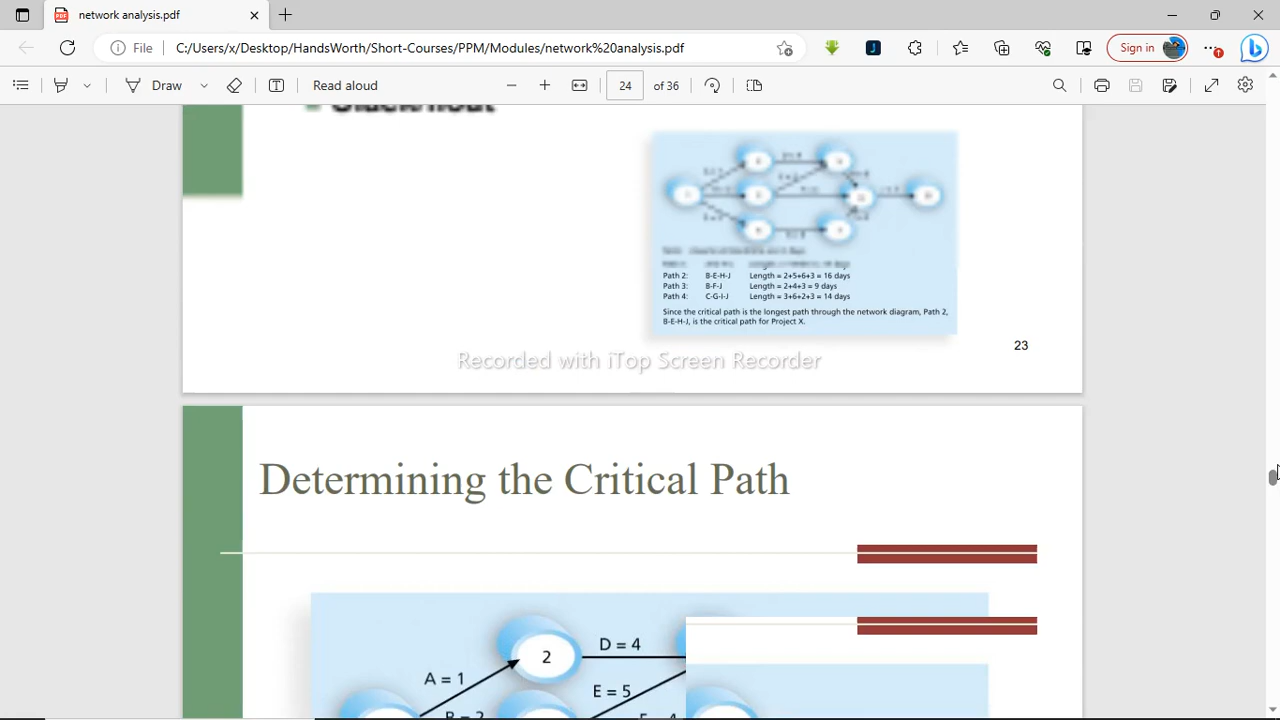 network analysis.pdf
File
C:/Users/x/Desktop/HandsWorth/Short-Courses/PPM/Modules/network%20analysis.pdf
Sign in
Draw
Read aloud
24 of 36
Path 2: B-E-H-J Length = 2+5+6+3 = 16 days
Path 3: B-F-J Length = 2+4+3 = 9 days
Path 4: C-G-I-J Length = 3+6+2+3 = 14 days
Since the critical path is the longest path through the network diagram, Path 2,
B-E-H-J, is the critical path for Project X.
23
Recorded with iTop Screen Recorder
Determining the Critical Path
2
D = 4
A = 1
E = 5
B = 2